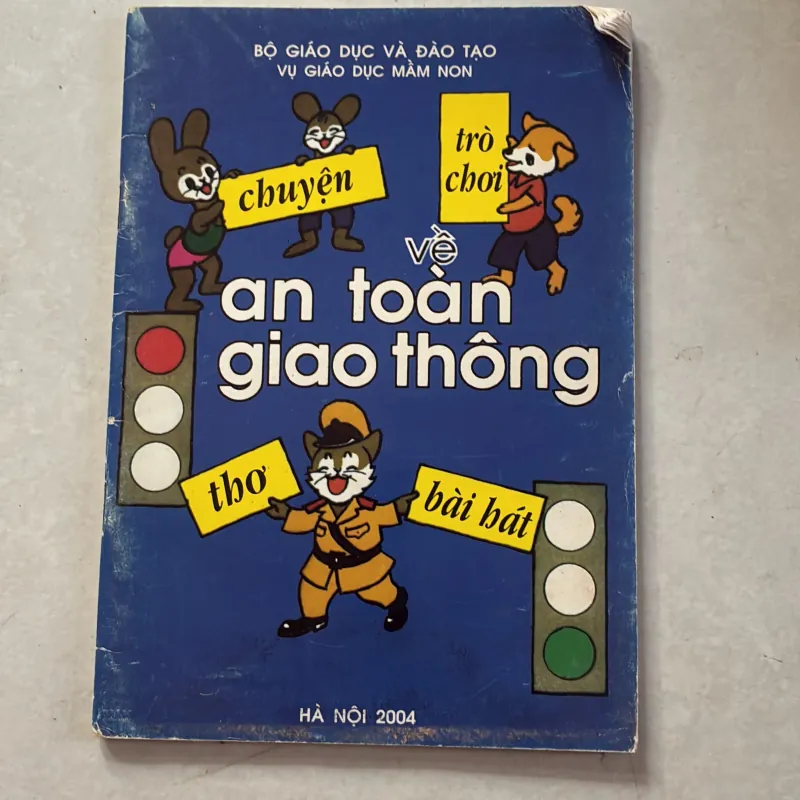 BỘ GIÁO DỤC VÀ ĐÀO TẠO
VỤ GIÁO DỤC MẦM NON
chuyện
trò
chơi
về
an toàn
giao thông
thơ
bài hát
HÀ NỘI 2004